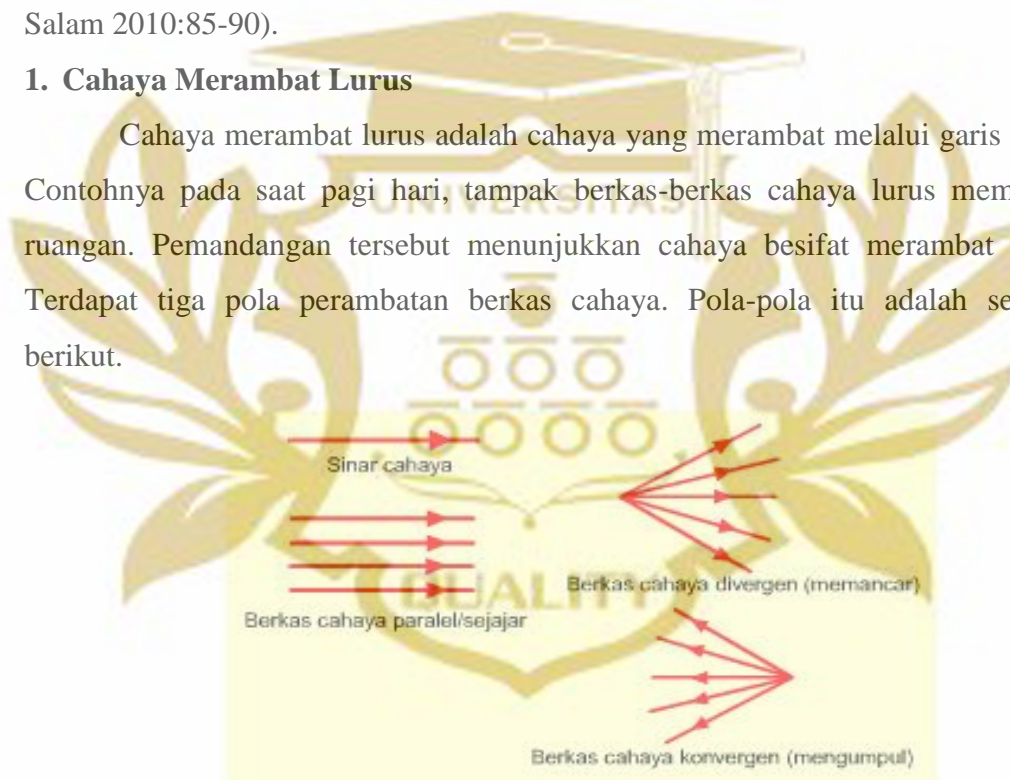 Salam 2010:85-90).
1. Cahaya Merambat Lurus
Cahaya merambat lurus adalah cahaya yang merambat melalui garis
Contohnya pada saat pagi hari, tampak berkas-berkas cahaya lurus mem
ruangan. Pemandangan tersebut menunjukkan cahaya besifat merambat
Terdapat tiga pola perambatan berkas cahaya. Pola-pola itu adalah se
berikut.
UNIVERSITAS
Sinar cahaya
QUALITY
Berkas cahaya divergen (memancar)
Berkas cahaya paralel/sejajar
Berkas cahaya konvergen (mengumpul)